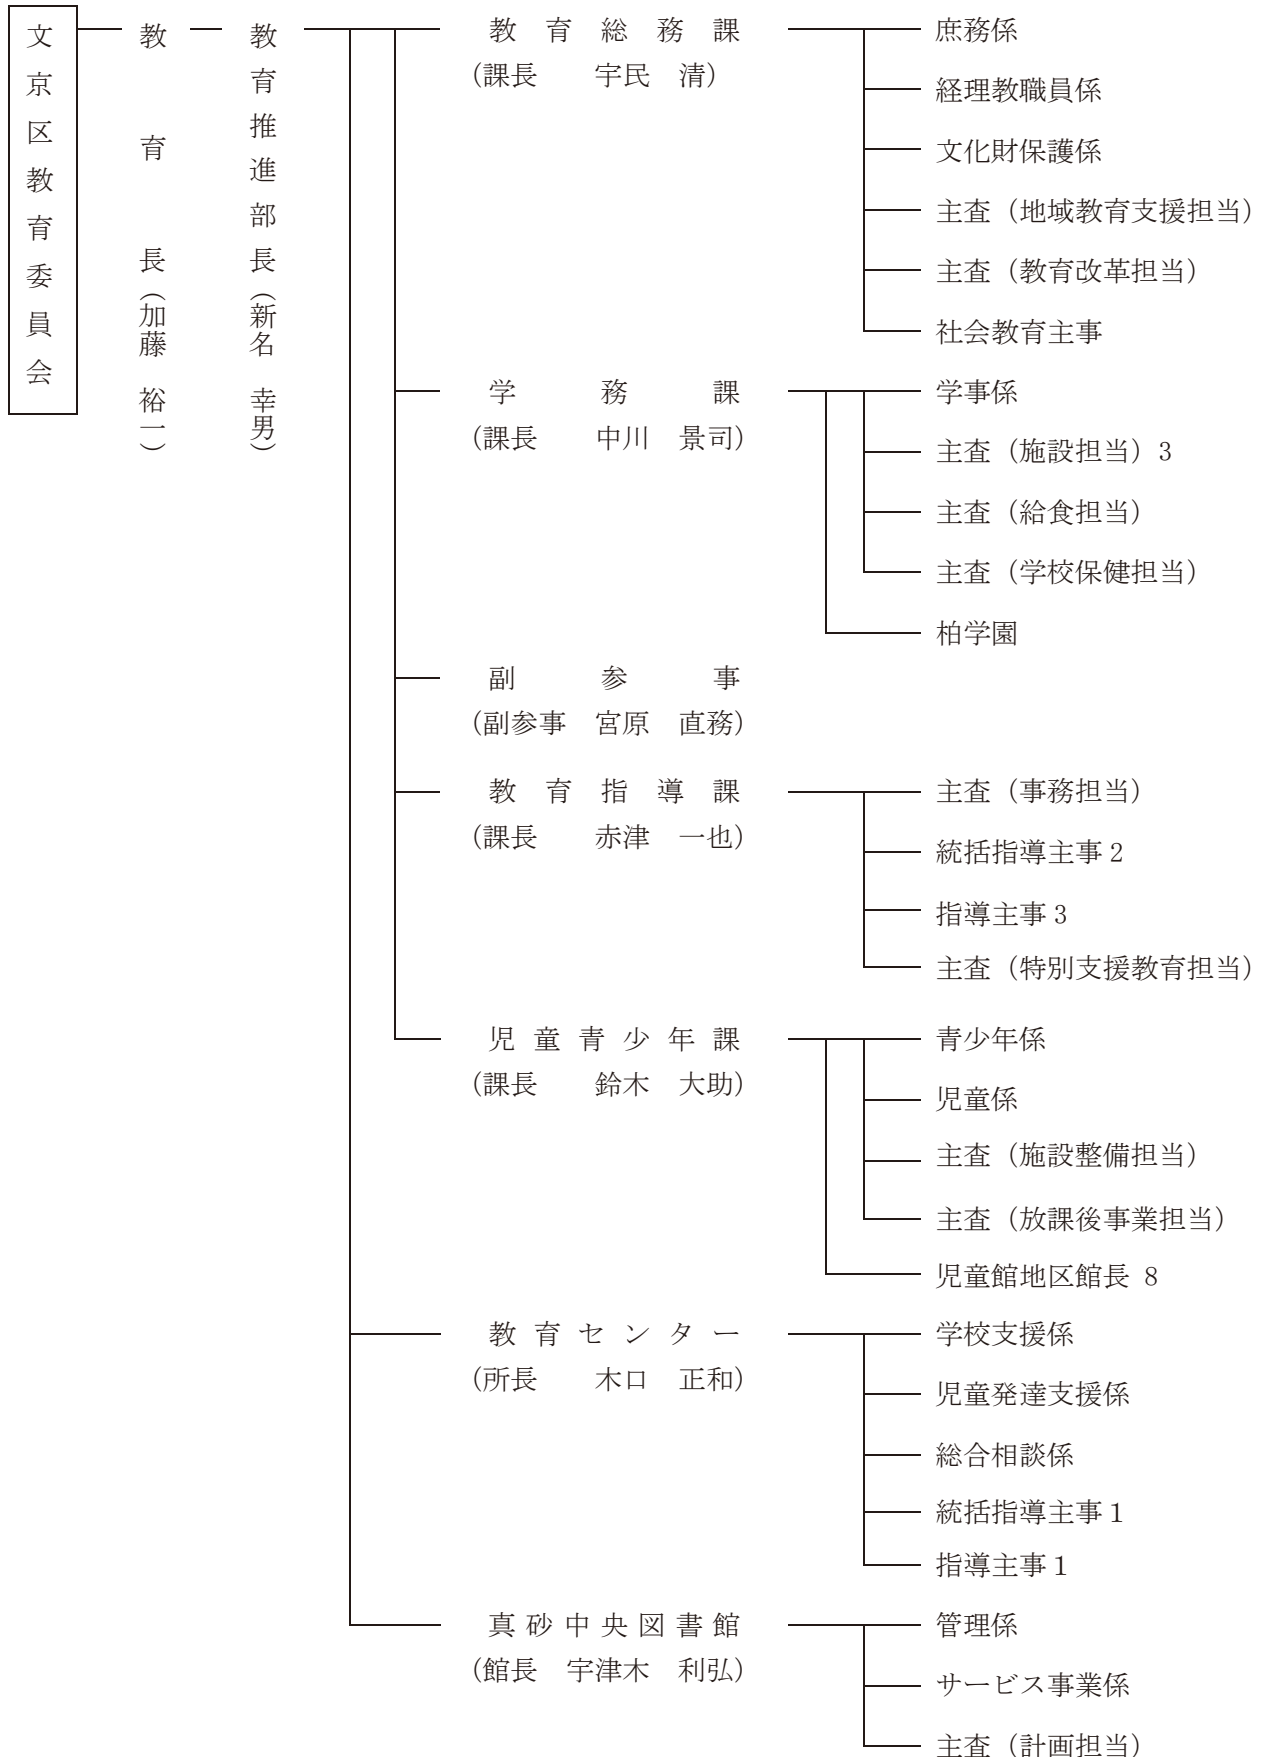 文京区教育委員会
教育長（加藤　裕一）
教育推進部長（新名　幸男）
教育総務課
（課長　宇民　清）
庶務係
経理教職員係
文化財保護係
主査（地域教育支援担当）
主査（教育改革担当）
社会教育主事
学務課
（課長　中川　景司）
学事係
主査（施設担当）3
主査（給食担当）
主査（学校保健担当）
柏学園
副参事
（副参事　宮原　直務）
教育指導課
（課長　赤津　一也）
主査（事務担当）
統括指導主事 2
指導主事 3
主査（特別支援教育担当）
児童青少年課
（課長　鈴木　大助）
青少年係
児童係
主査（施設整備担当）
主査（放課後事業担当）
児童館地区館長 8
教育センター
（所長　木口　正和）
学校支援係
児童発達支援係
総合相談係
統括指導主事１
指導主事１
真砂中央図書館
（館長　宇津木　利弘）
管理係
サービス事業係
主査（計画担当）